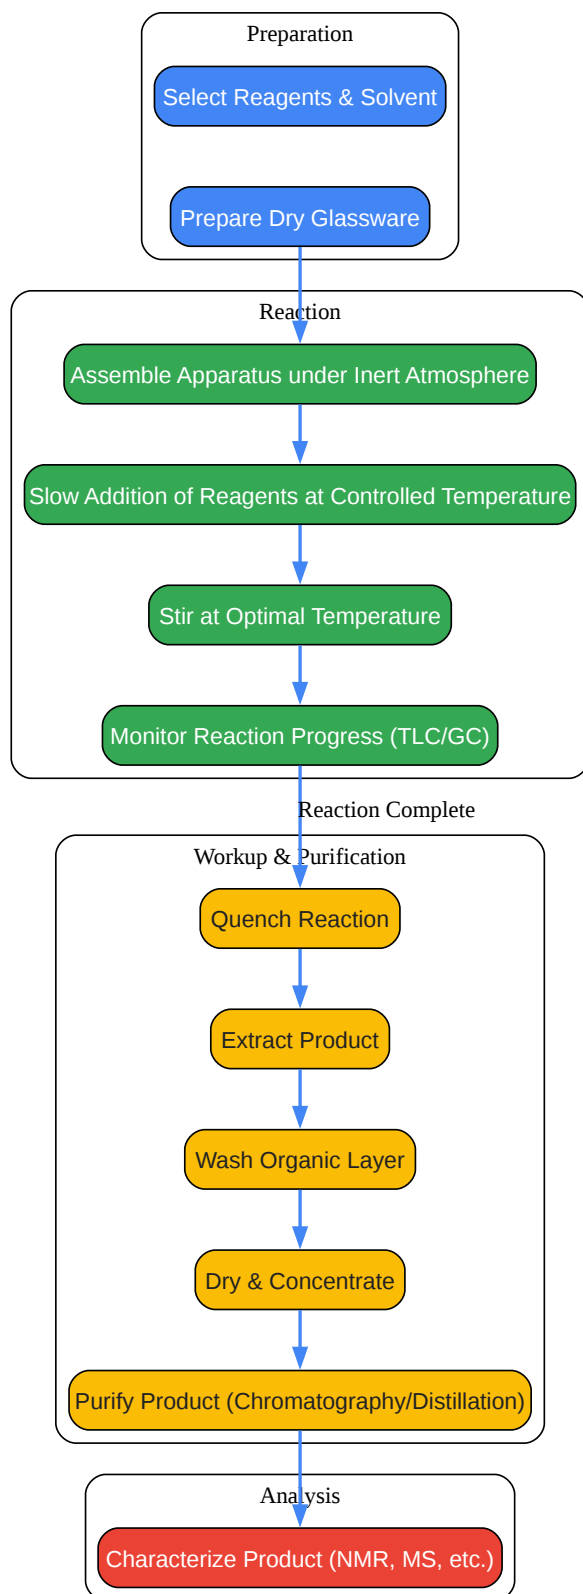 Preparation
Select Reagents & Solvent
Prepare Dry Glassware
Reaction
Assemble Apparatus under Inert Atmosphere
Slow Addition of Reagents at Controlled Temperature
Stir at Optimal Temperature
Monitor Reaction Progress (TLC/GC)
Reaction Complete
Workup & Purification
Quench Reaction
Extract Product
Wash Organic Layer
Dry & Concentrate
Purify Product (Chromatography/Distillation)
Analysis
Characterize Product (NMR, MS, etc.)